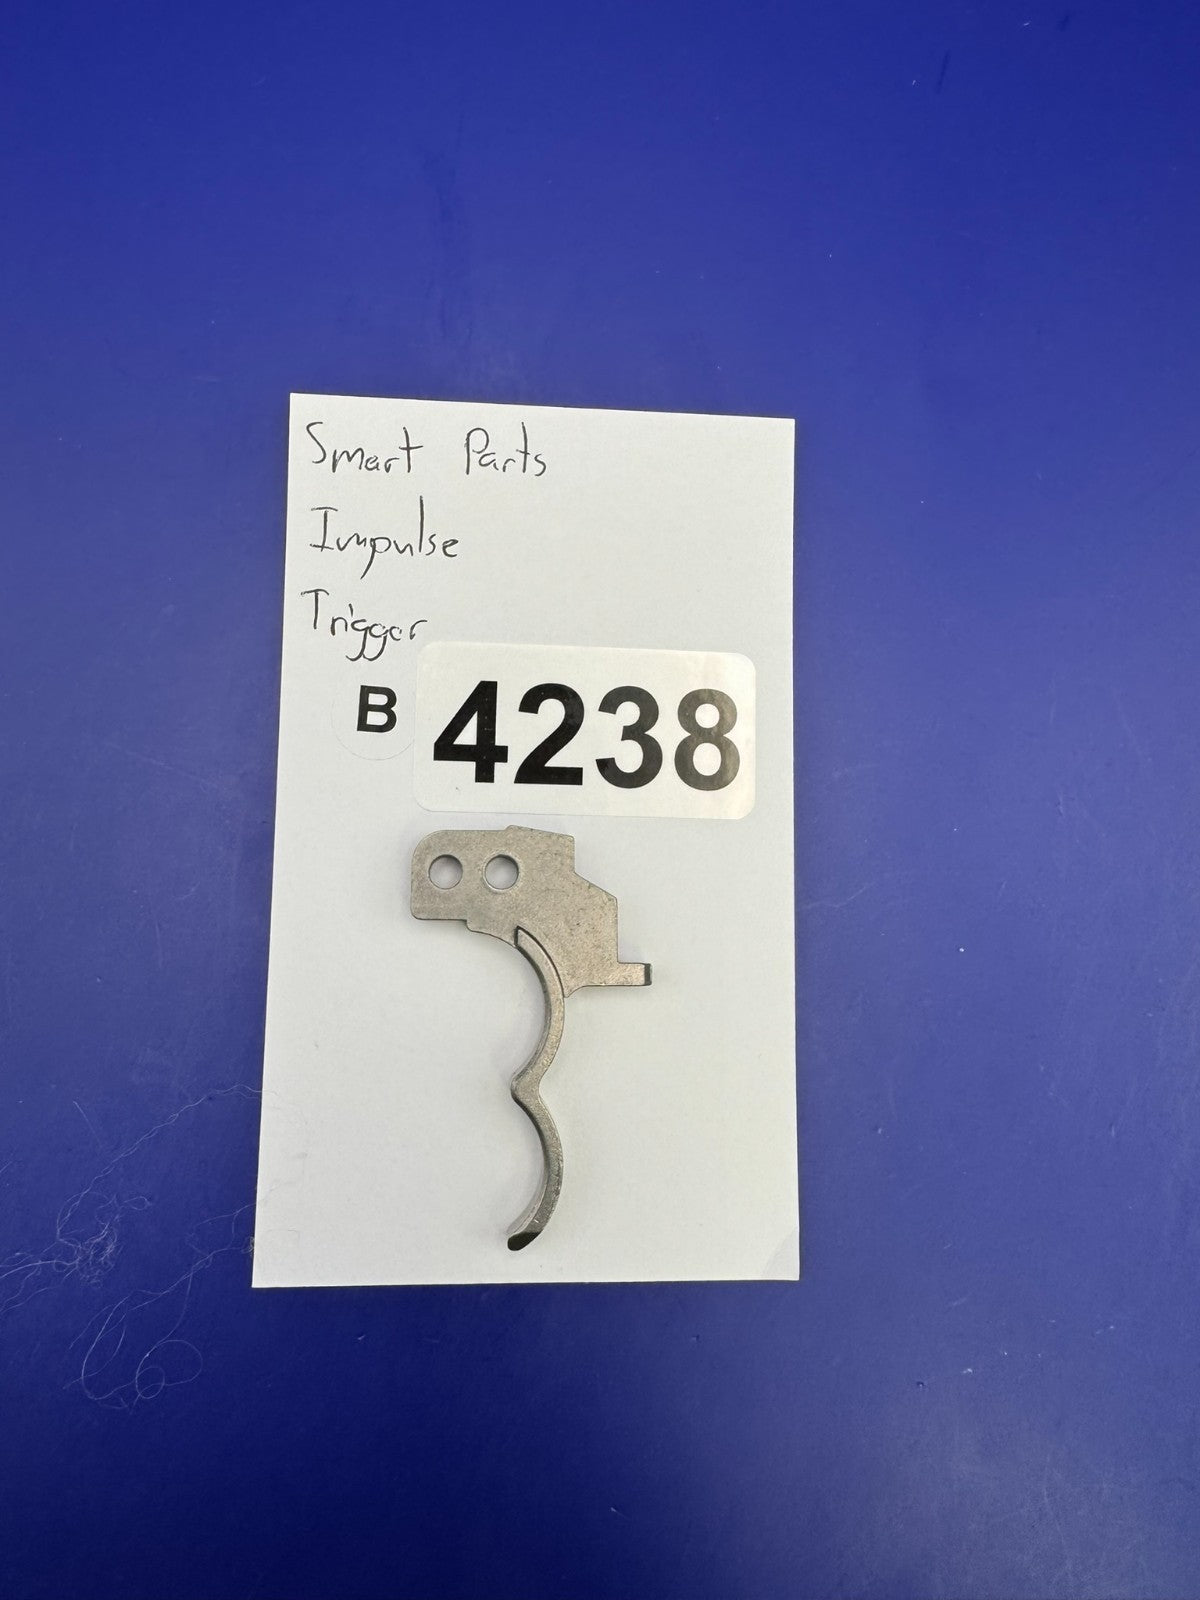 Smart Parts
Impulse
Trigger
B 4238